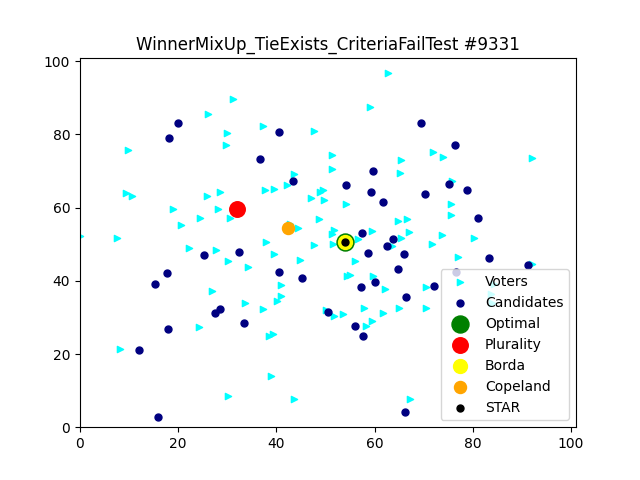 WinnerMixUp_TieExists_CriteriaFailTest #9331
100
80
60
40
20
0
0
20
40
60
80
100
Voters
Candidates
Optimal
Plurality
Borda
Copeland
STAR